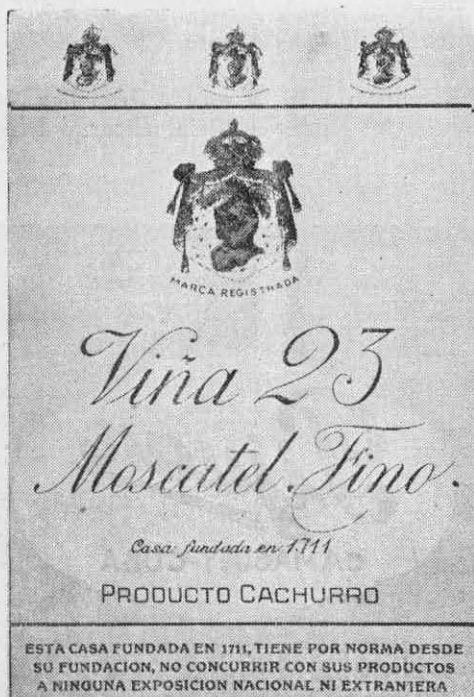 MARCA REGISTRADA
Viña 23
Moscatel Fino.
Casa fundada en 1711
PRODUCTO CACHURRO
ESTA CASA FUNDADA EN 1711, TIENE POR NORMA DESDE
SU FUNDACION, NO CONCURRIR CON SUS PRODUCTOS
A NINGUNA EXPOSICION NACIONAL NI EXTRANJERA